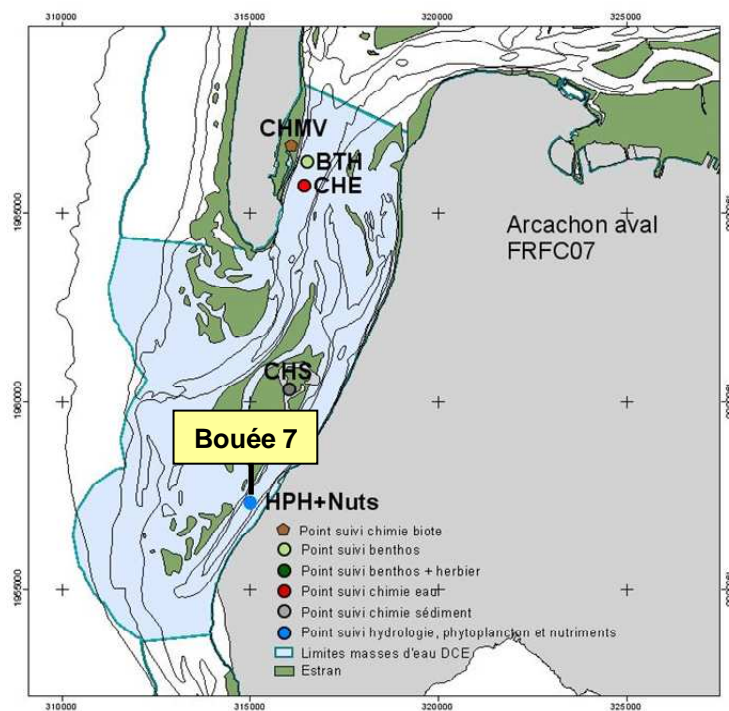 310000 315000 320000 325000
CHMV
BTH
CHE
Arcachon aval
FRFC07
CHS
Bouée 7
HPH+Nuts
Point suivi chimie biote
Point suivi benthos
Point suivi benthos + herbier
Point suivi chimie eau
Point suivi chimie sédiment
Point suivi hydrologie, phytoplancton et nutriments
Limites masses d'eau DCE
Estran
310000 315000 320000 325000